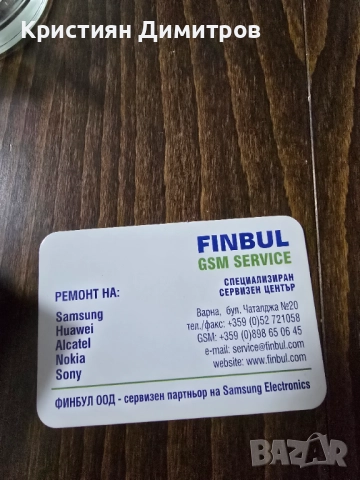 Кристиян Димитров
FINBUL
GSM SERVICE
СПЕЦИАЛИЗИРАН
СЕРВИЗЕН ЦЕНТЪР
РЕМОНТ НА:
Samsung
Huawei
Alcatel
Nokia
Sony
Варна, бул. Чаталджа №20
тел./факс: +359 (0)52 721058
GSM: +359 (0)898 65 06 45
e-mail: service@finbul.com
website: www.finbul.com
ФИНБУЛ ООД - сервизен партньор на Samsung Electronics
BAZAR